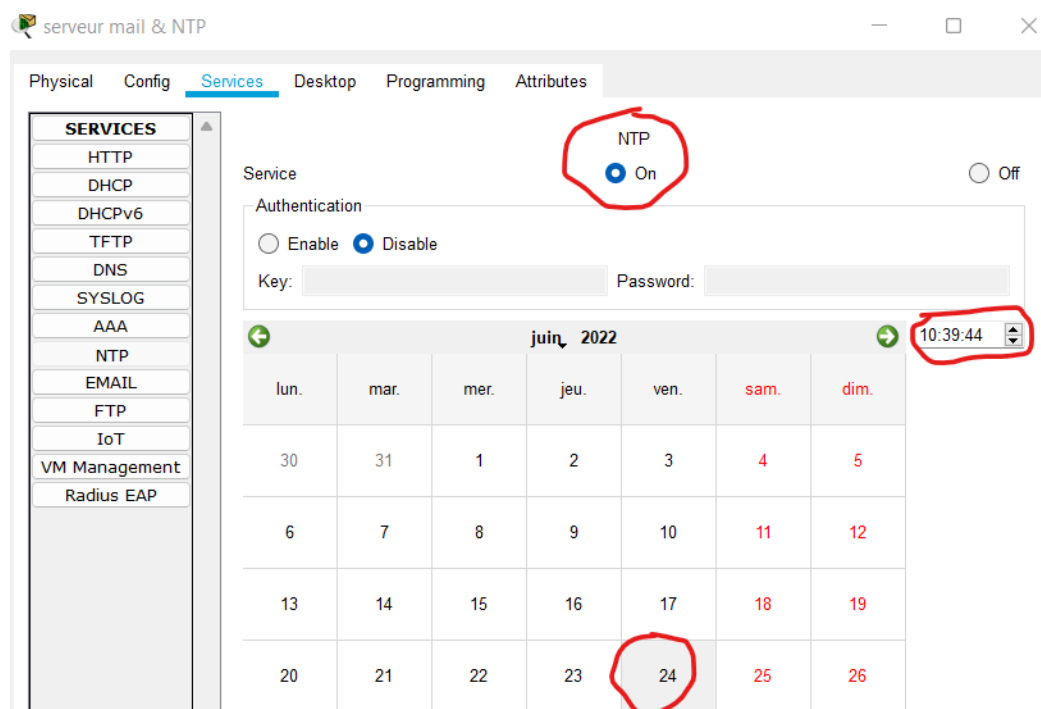 serveur mail & NTP
Physical Config Services Desktop Programming Attributes
SERVICES
HTTP
DHCP
DHCPv6
TFTP
DNS
SYSLOG
AAA
NTP
EMAIL
FTP
IoT
VM Management
Radius EAP
NTP
Service On Off
Authentication
Enable Disable
Key: Password:
juin, 2022 10:39:44
lun. mar. mer. jeu. ven. sam. dim.
30 31 1 2 3 4 5
6 7 8 9 10 11 12
13 14 15 16 17 18 19
20 21 22 23 24 25 26